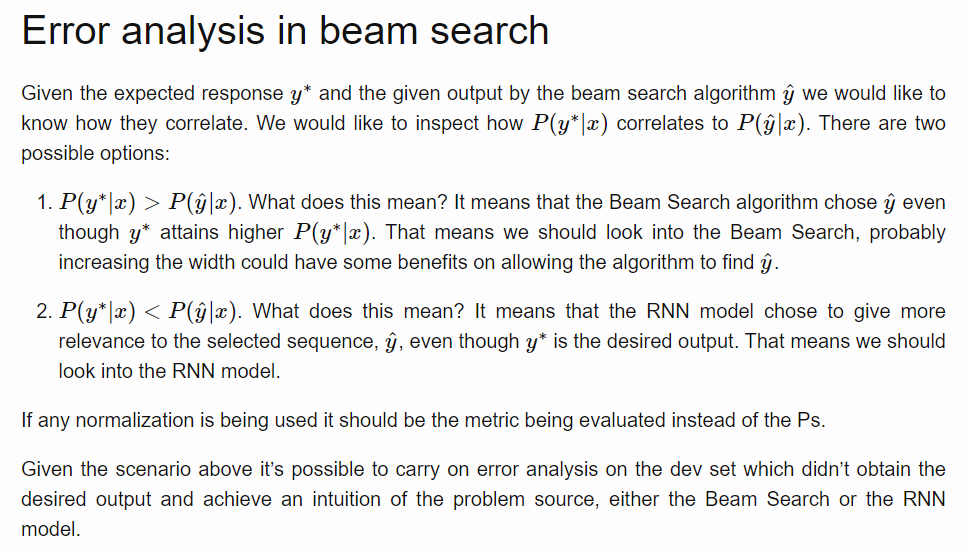 Error analysis in beam search
Given the expected response y* and the given output by the beam search algorithm ŷ we would like to
know how they correlate. We would like to inspect how P(y*|x) correlates to P(ŷ|x). There are two
possible options:
1. P(y*|x) > P(ŷ|x). What does this mean? It means that the Beam Search algorithm chose ŷ even
though y* attains higher P(y*|x). That means we should look into the Beam Search, probably
increasing the width could have some benefits on allowing the algorithm to find ŷ.
2. P(y*|x) < P(ŷ|x). What does this mean? It means that the RNN model chose to give more
relevance to the selected sequence, ŷ, even though y* is the desired output. That means we should
look into the RNN model.
If any normalization is being used it should be the metric being evaluated instead of the Ps.
Given the scenario above it’s possible to carry on error analysis on the dev set which didn’t obtain the
desired output and achieve an intuition of the problem source, either the Beam Search or the RNN
model.